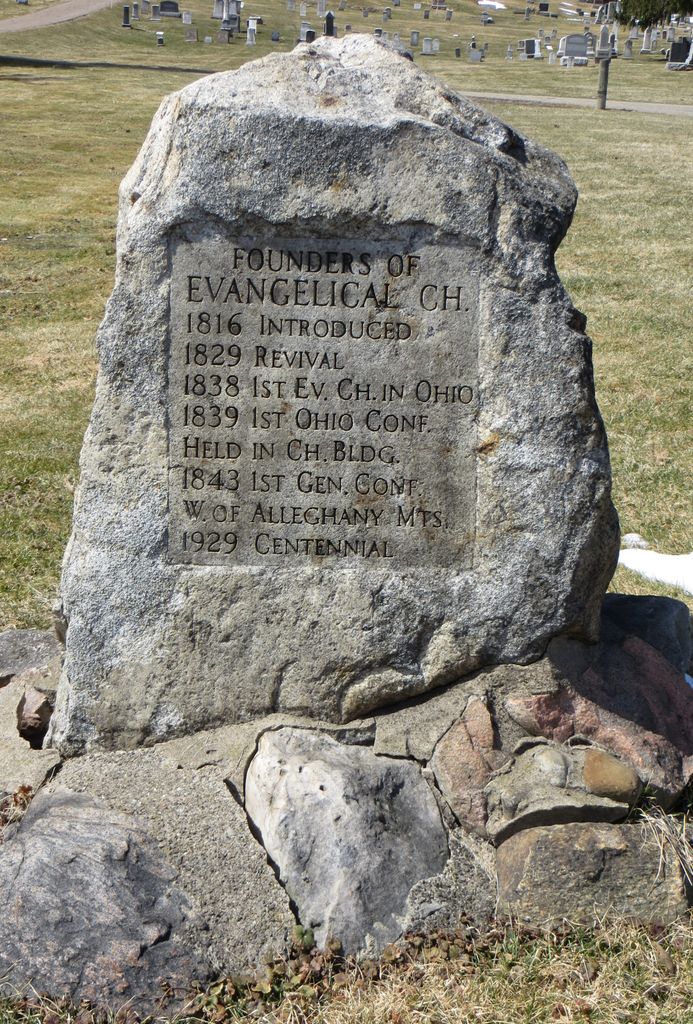 FOUNDERS OF
EVANGELICAL CH.
1816 INTRODUCED
1829 REVIVAL
1838 1ST EV. CH. IN OHIO
1839 1ST OHIO CONF.
HELD IN CH. BLDG.
1843 1ST GEN. CONF.
W. OF ALLEGHANY MTS.
1929 CENTENNIAL